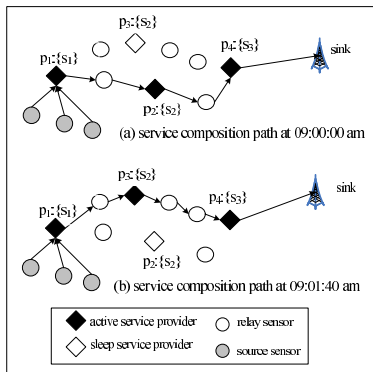 p₃:{s₂}
p₁:{s₁}
p₄:{s₃}
sink
p₂:{s₂}
(a) service composition path at 09:00:00 am
p₃:{s₂}
p₁:{s₁}
p₄:{s₃}
sink
p₂:{s₂}
(b) service composition path at 09:01:40 am
active service provider
relay sensor
sleep service provider
source sensor